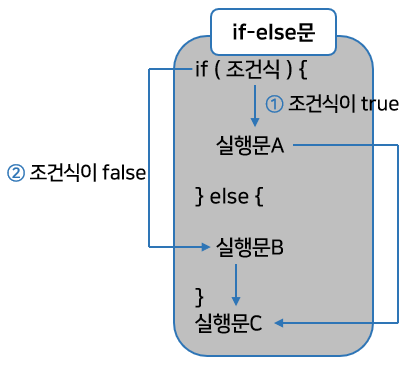 if-else문
if ( 조건식 ) {
① 조건식이 true
실행문A
② 조건식이 false
} else {
실행문B
}
실행문C